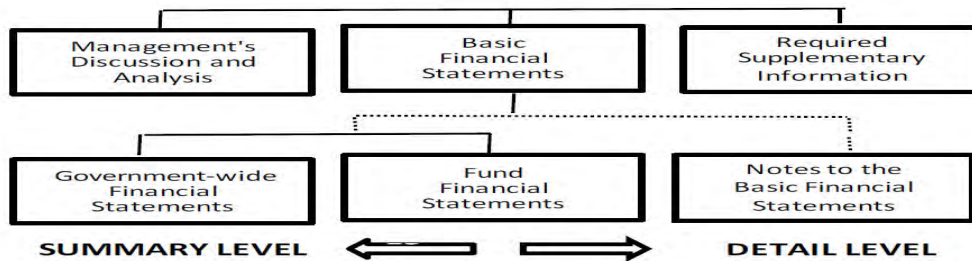 Management's
Discussion and
Analysis
Basic
Financial
Statements
Required
Supplementary
Information
Government-wide
Financial
Statements
Fund
Financial
Statements
Notes to the
Basic Financial
Statements
SUMMARY LEVEL
DETAIL LEVEL